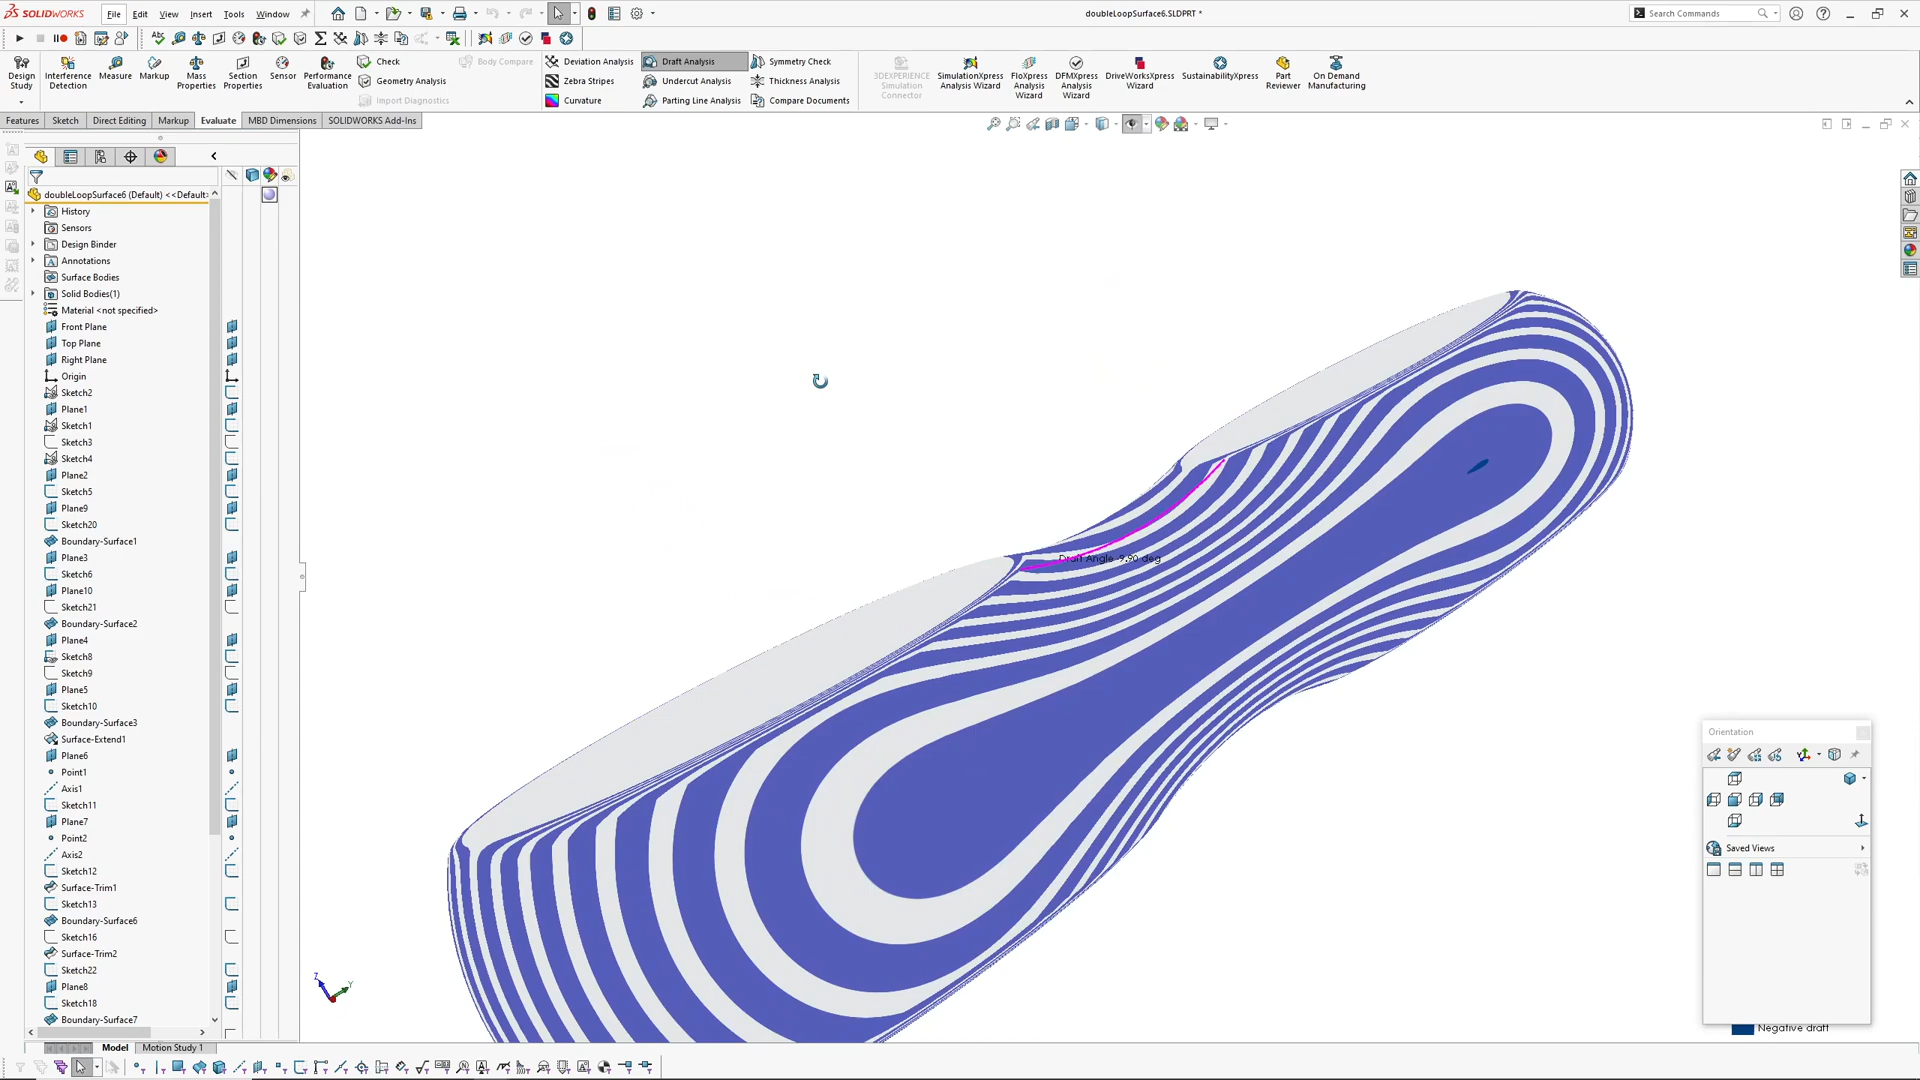 SOLIDWORKS
File Edit View Insert Tools Window
doubleLoopSurface6.SLDPRT *
Search Commands
Design Study
Interference Detection
Measure
Markup
Mass Properties
Section Properties
Sensor
Performance Evaluation
Check
Geometry Analysis
Import Diagnostics
Body Compare
Deviation Analysis
Zebra Stripes
Curvature
Draft Analysis
Undercut Analysis
Parting Line Analysis
Symmetry Check
Thickness Analysis
Compare Documents
3DEXPERIENCE Simulation Connector
SimulationXpress Analysis Wizard
FloXpress Analysis Wizard
DFMXpress Analysis Wizard
DriveWorksXpress Wizard
SustainabilityXpress
Part Reviewer
On Demand Manufacturing
Features Sketch Direct Editing Markup Evaluate MBD Dimensions SOLIDWORKS Add-Ins
doubleLoopSurface6 (Default) <<Default>
History
Sensors
Design Binder
Annotations
Surface Bodies
Solid Bodies(1)
Material <not specified>
Front Plane
Top Plane
Right Plane
Origin
Sketch2
Plane1
Sketch1
Sketch3
Sketch4
Plane2
Sketch5
Plane9
Sketch20
Boundary-Surface1
Plane3
Sketch6
Plane10
Sketch21
Boundary-Surface2
Plane4
Sketch8
Sketch9
Plane5
Sketch10
Boundary-Surface3
Surface-Extend1
Plane6
Point1
Axis1
Sketch11
Plane7
Point2
Axis2
Sketch12
Surface-Trim1
Sketch13
Boundary-Surface6
Sketch16
Surface-Trim2
Sketch22
Plane8
Sketch18
Boundary-Surface7
Draft Angle -9.90 deg
Orientation
Saved Views
Negative draft
Z
Y
Model Motion Study 1